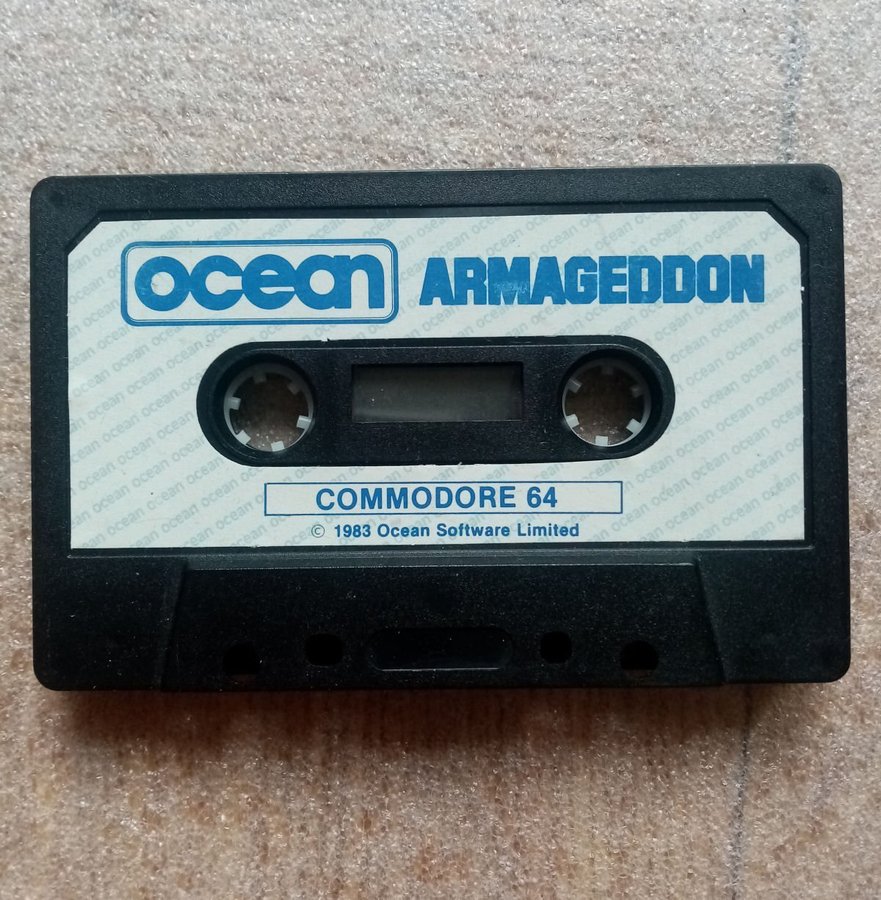 ocean ARMAGEDDON
COMMODORE 64
© 1983 Ocean Software Limited